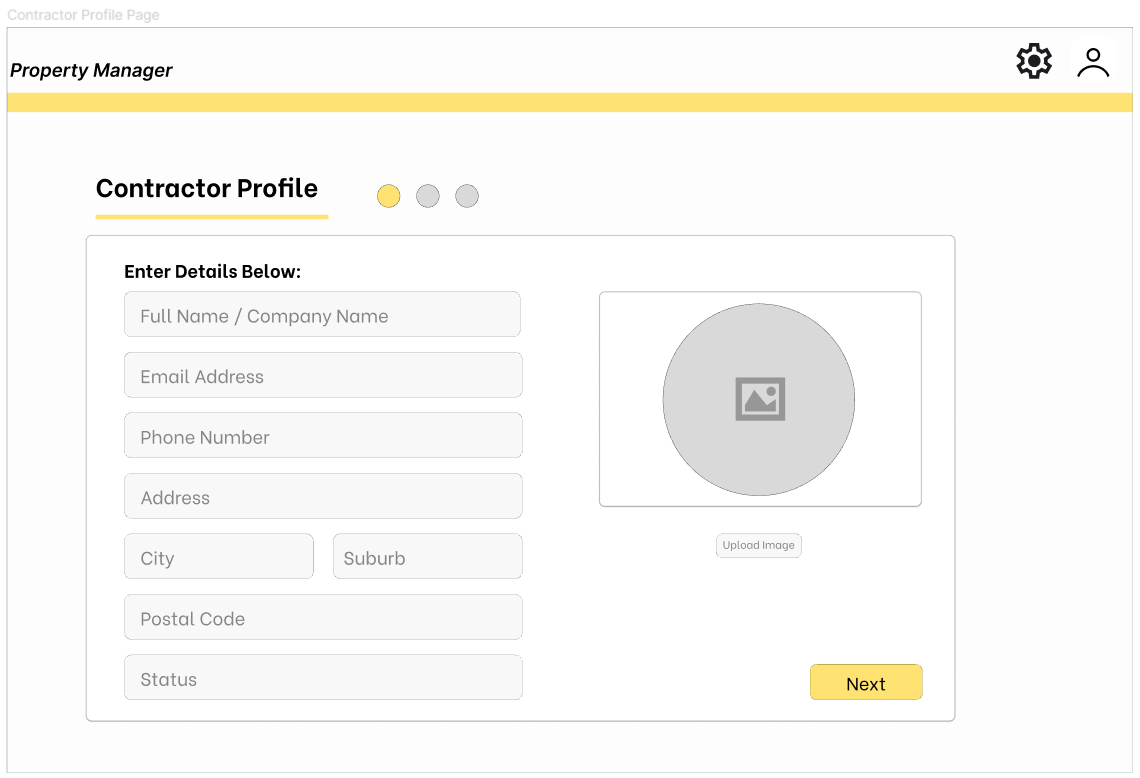 Contractor Profile Page
Property Manager
Contractor Profile
Enter Details Below:
Full Name / Company Name
Email Address
Phone Number
Address
City
Suburb
Postal Code
Status
Upload Image
Next